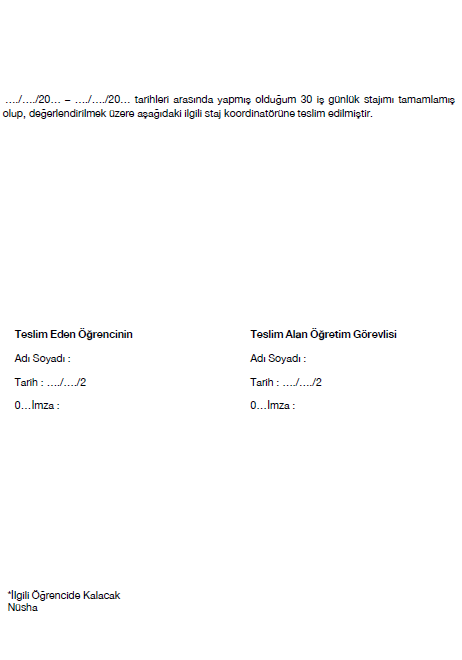 …./…./20… – …./…./20… tarihleri arasında yapmış olduğum 30 iş günlük stajımı tamamlamış
olup, değerlendirilmek üzere aşağıdaki ilgili staj koordinatörüne teslim edilmiştir.
Teslim Eden Öğrencinin
Teslim Alan Öğretim Görevlisi
Adı Soyadı :
Adı Soyadı :
Tarih : …./…./2
Tarih : …./…./2
0…İmza :
0…İmza :
*İlgili Öğrencide Kalacak
Nüsha